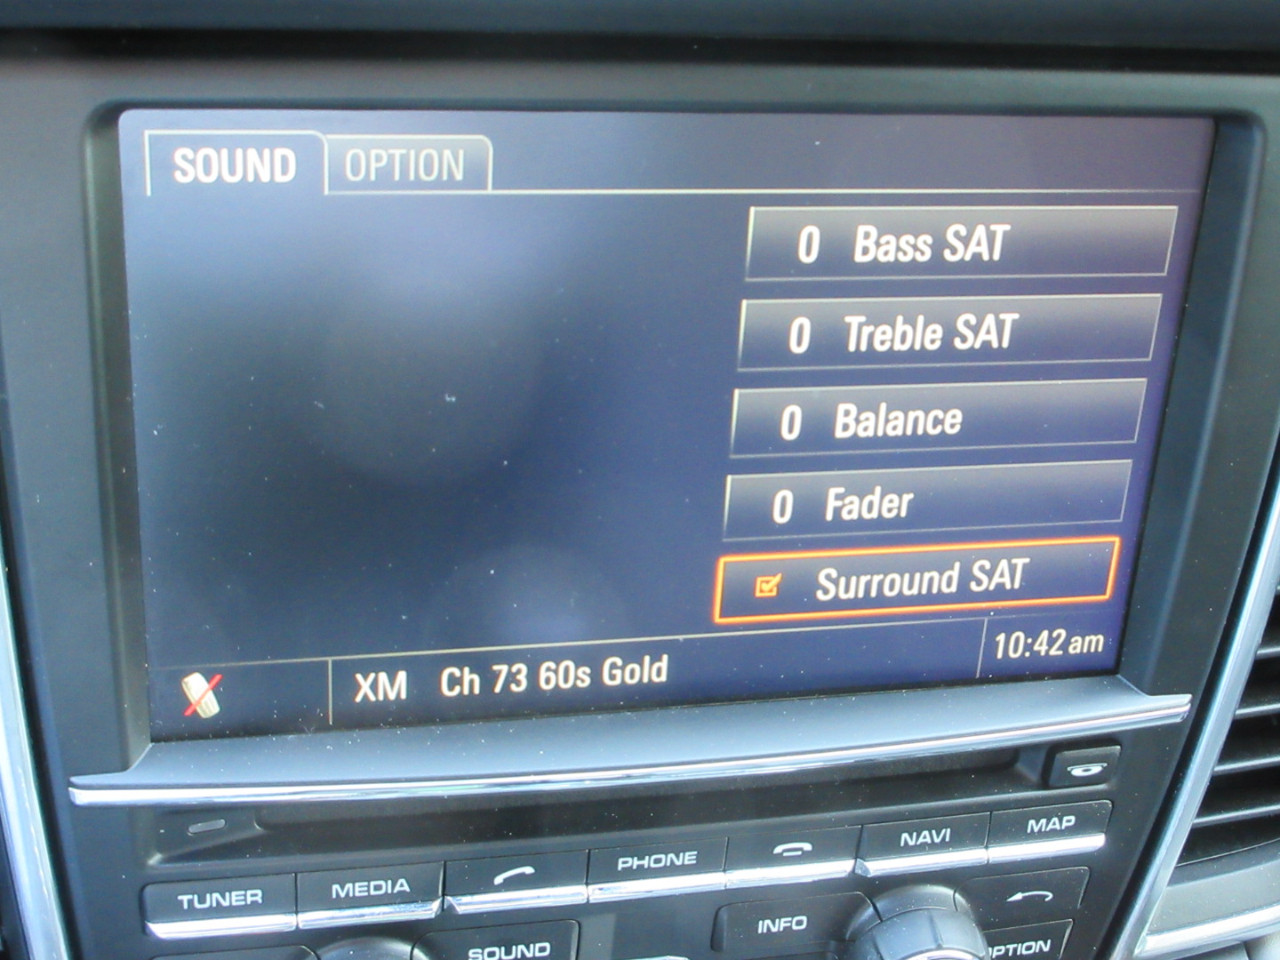 SOUND OPTION
0 Bass SAT
0 Treble SAT
0 Balance
0 Fader
Surround SAT
XM Ch 73 60s Gold 10:42 am
TUNER MEDIA PHONE NAVI MAP
SOUND INFO OPTION